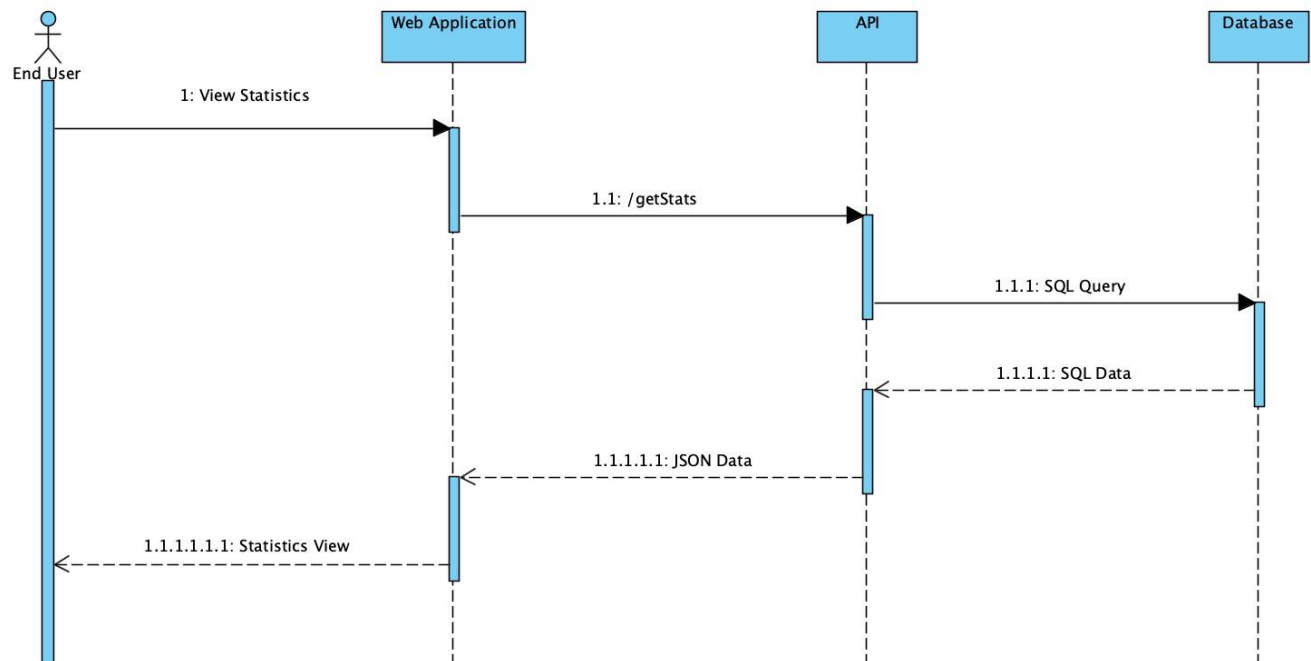 Web Application
API
Database
End User
1: View Statistics
1.1: /getStats
1.1.1: SQL Query
1.1.1.1: SQL Data
1.1.1.1.1: JSON Data
1.1.1.1.1.1: Statistics View